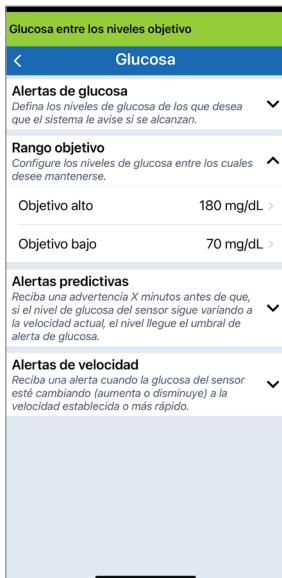 Glucosa entre los niveles objetivo
Glucosa
Alertas de glucosa
Defina los niveles de glucosa de los que desea
que el sistema le avise si se alcanzan.
Rango objetivo
Configure los niveles de glucosa entre los cuales
desee mantenerse.
Objetivo alto 180 mg/dL
Objetivo bajo 70 mg/dL
Alertas predictivas
Reciba una advertencia X minutos antes de que,
si el nivel de glucosa del sensor sigue variando a
la velocidad actual, el nivel llegue el umbral de
alerta de glucosa.
Alertas de velocidad
Reciba una alerta cuando la glucosa del sensor
esté cambiando (aumenta o disminuye) a la
velocidad establecida o más rápido.